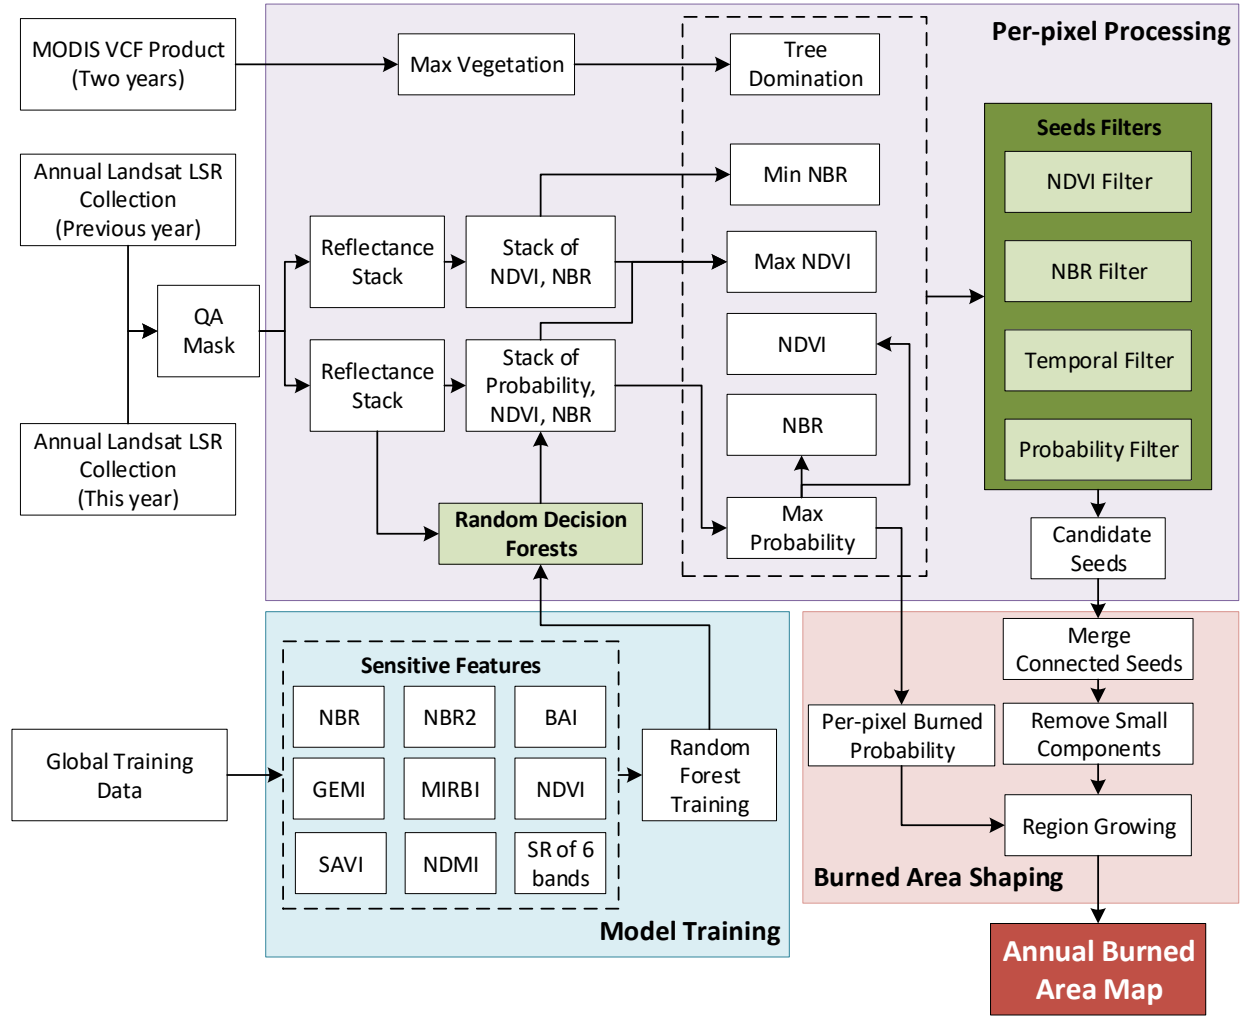 Per-pixel Processing
MODIS VCF Product
(Two years)
Max Vegetation
Tree
Domination
Annual Landsat LSR
Collection
(Previous year)
QA
Mask
Annual Landsat LSR
Collection
(This year)
Reflectance
Stack
Stack of
NDVI, NBR
Reflectance
Stack
Stack of
Probability,
NDVI, NBR
Random Decision
Forests
Min NBR
Max NDVI
NDVI
NBR
Max
Probability
Seeds Filters
NDVI Filter
NBR Filter
Temporal Filter
Probability Filter
Candidate
Seeds
Global Training
Data
Sensitive Features
NBR
NBR2
BAI
GEMI
MIRBI
NDVI
SAVI
NDMI
SR of 6
bands
Random
Forest
Training
Model Training
Merge
Connected Seeds
Per-pixel Burned
Probability
Remove Small
Components
Region Growing
Burned Area Shaping
Annual Burned
Area Map